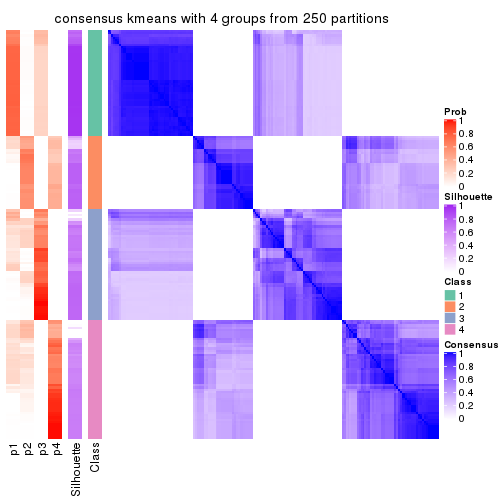 consensus kmeans with 4 groups from 250 partitions
Prob
1
0.8
0.6
0.4
0.2
0
Silhouette
1
0.8
0.6
0.4
0.2
0
Class
1
2
3
4
Consensus
1
0.8
0.6
0.4
0.2
0
p1
p2
p3
p4
Silhouette
Class